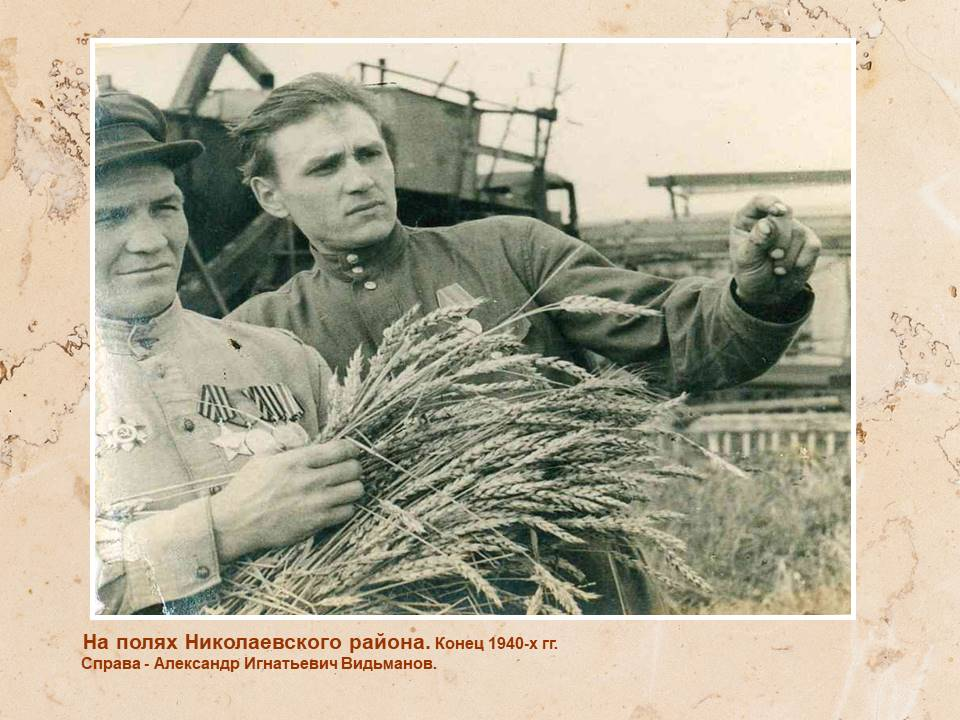 На полях Николаевского района. Конец 1940-х гг.
Справа - Александр Игнатьевич Видьманов.